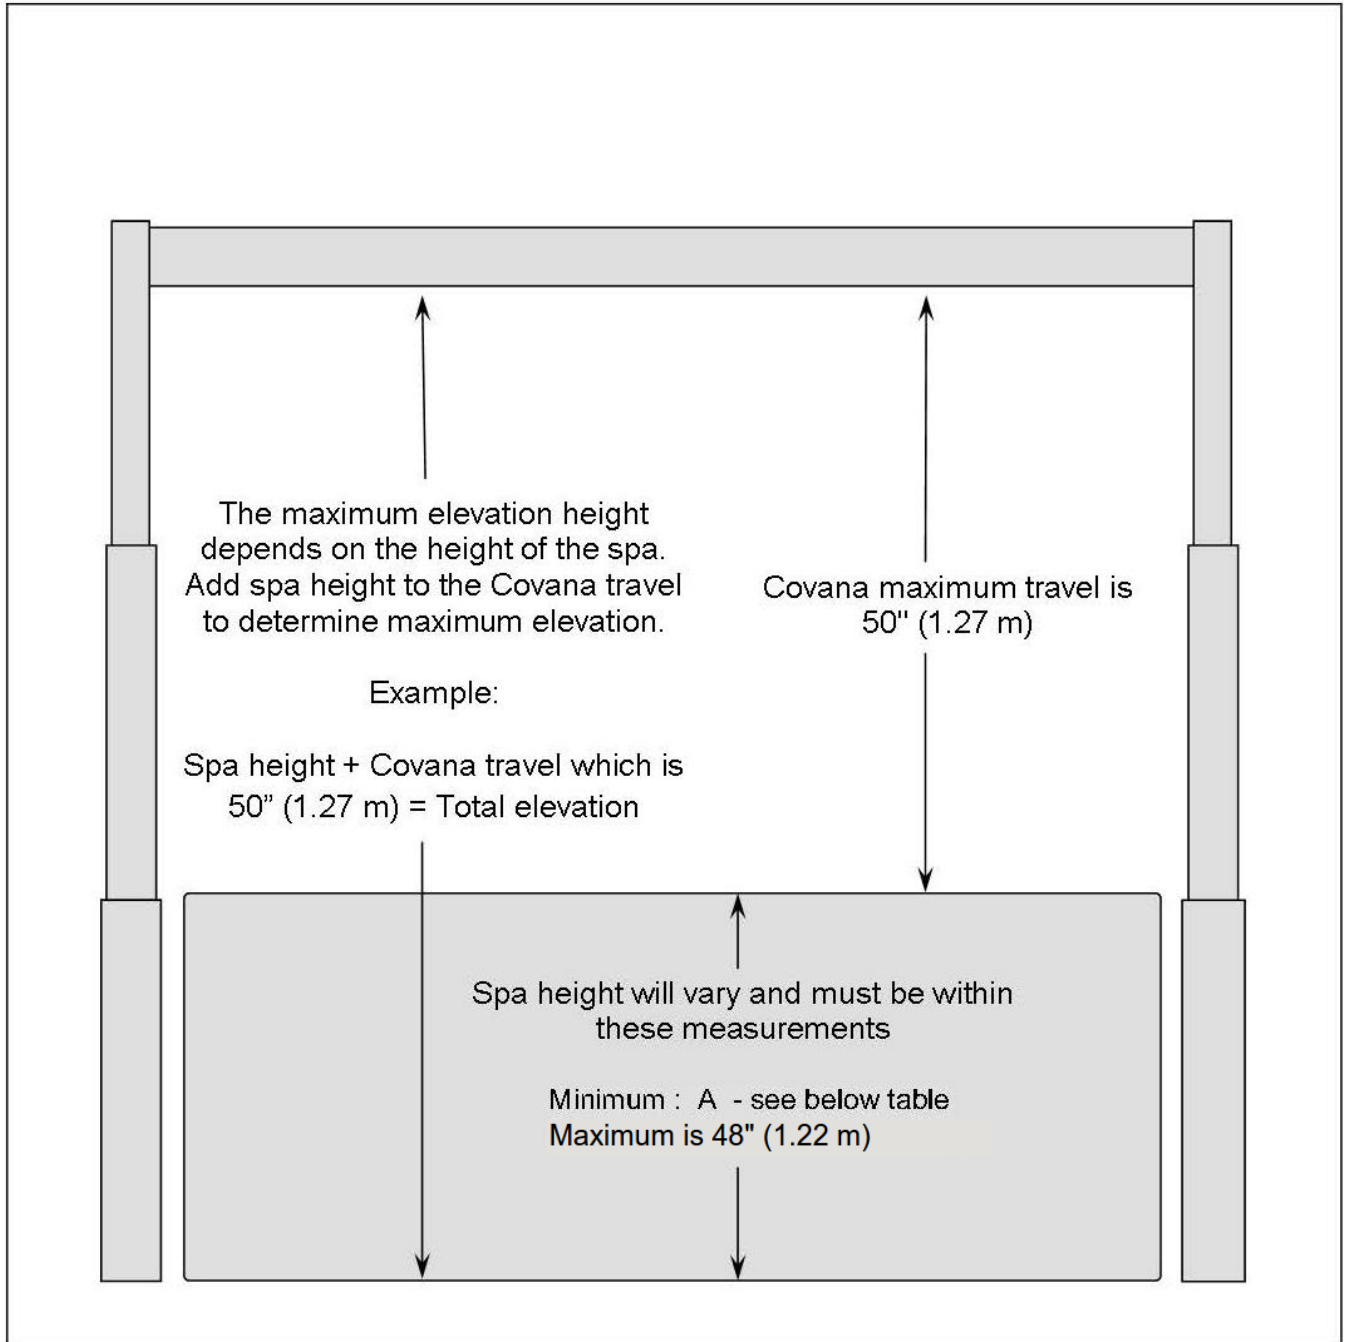 The maximum elevation height
depends on the height of the spa.
Add spa height to the Covana travel
to determine maximum elevation.
Example:
Spa height + Covana travel which is
50” (1.27 m) = Total elevation
Covana maximum travel is
50" (1.27 m)
Spa height will vary and must be within
these measurements
Minimum : A - see below table
Maximum is 48" (1.22 m)